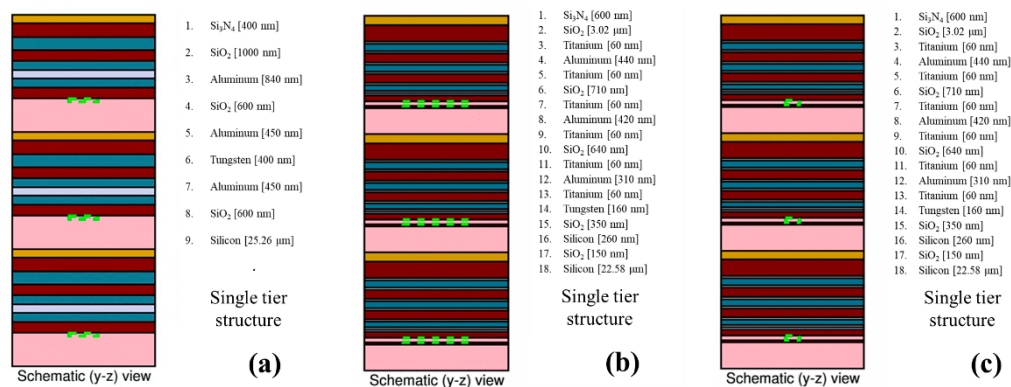 1. Si₃N₄ [400 nm]
2. SiO₂ [1000 nm]
3. Aluminum [840 nm]
4. SiO₂ [600 nm]
5. Aluminum [450 nm]
6. Tungsten [400 nm]
7. Aluminum [450 nm]
8. SiO₂ [600 nm]
9. Silicon [25.26 μm]
.
Single tier
structure
(a)
Schematic (y-z) view
1. Si₃N₄ [600 nm]
2. SiO₂ [3.02 μm]
3. Titanium [60 nm]
4. Aluminum [440 nm]
5. Titanium [60 nm]
6. SiO₂ [710 nm]
7. Titanium [60 nm]
8. Aluminum [420 nm]
9. Titanium [60 nm]
10. SiO₂ [640 nm]
11. Titanium [60 nm]
12. Aluminum [310 nm]
13. Titanium [60 nm]
14. Tungsten [160 nm]
15. SiO₂ [350 nm]
16. Silicon [260 nm]
17. SiO₂ [150 nm]
18. Silicon [22.58 μm]
Single tier
structure
(b)
Schematic (y-z) view
1. Si₃N₄ [600 nm]
2. SiO₂ [3.02 μm]
3. Titanium [60 nm]
4. Aluminum [440 nm]
5. Titanium [60 nm]
6. SiO₂ [710 nm]
7. Titanium [60 nm]
8. Aluminum [420 nm]
9. Titanium [60 nm]
10. SiO₂ [640 nm]
11. Titanium [60 nm]
12. Aluminum [310 nm]
13. Titanium [60 nm]
14. Tungsten [160 nm]
15. SiO₂ [350 nm]
16. Silicon [260 nm]
17. SiO₂ [150 nm]
18. Silicon [22.58 μm]
Single tier
structure
(c)
Schematic (y-z) view